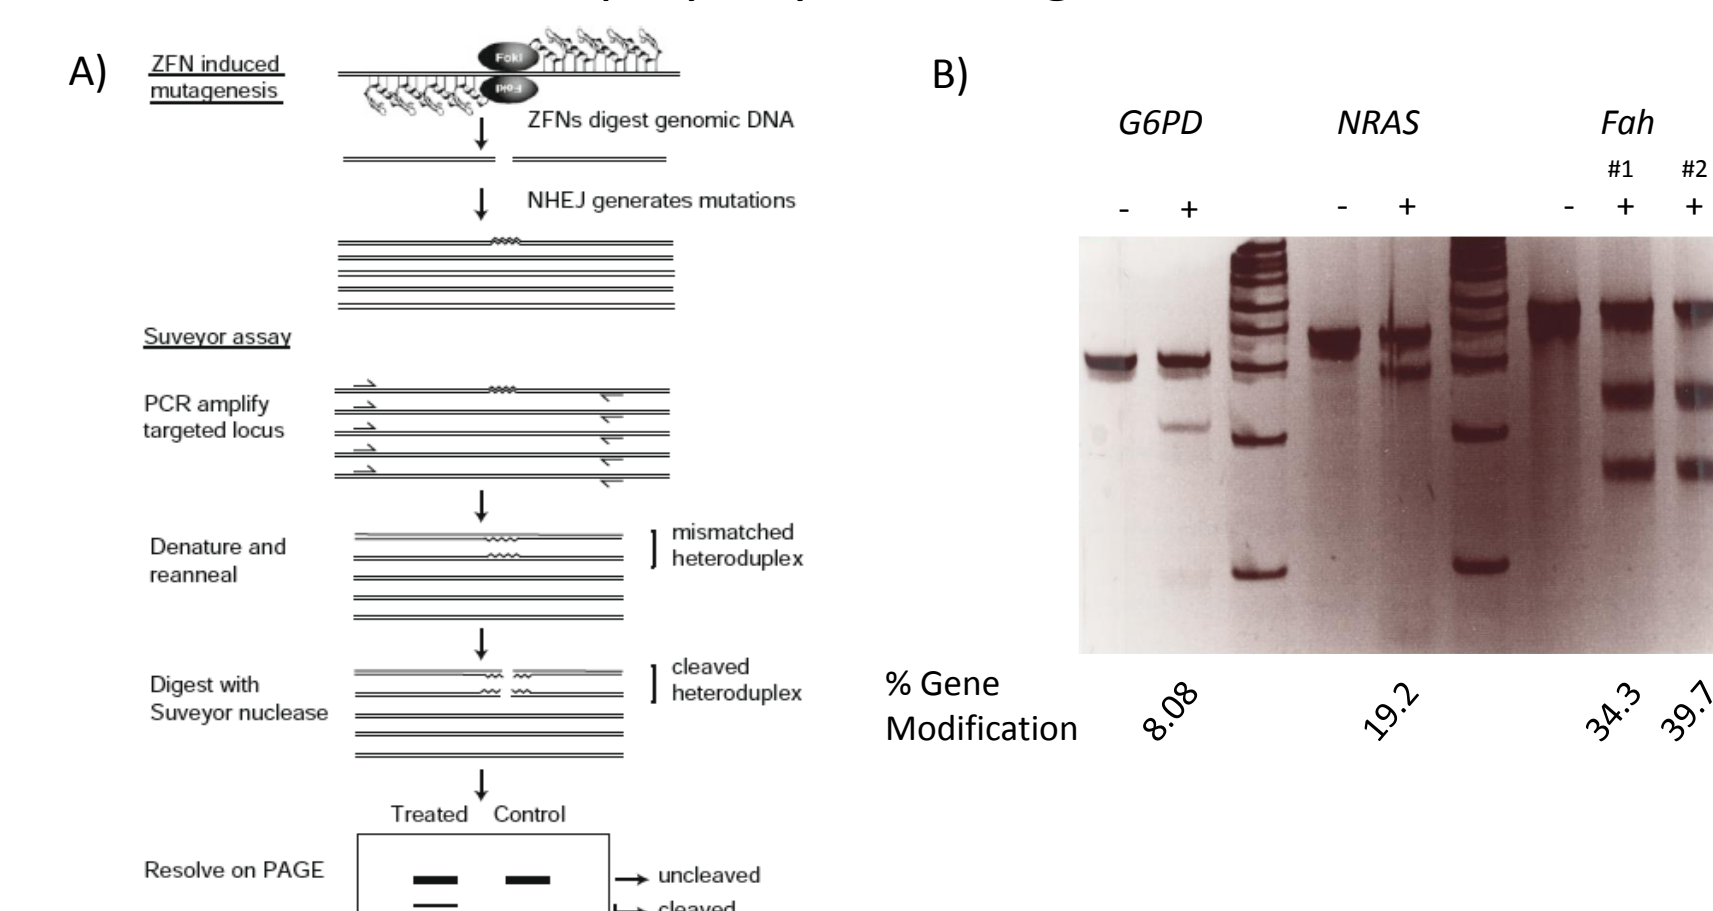 A)
ZFN induced
mutagenesis
FokI
FokI
ZFNs digest genomic DNA
NHEJ generates mutations
Suveyor assay
PCR amplify
targeted locus
Denature and
reanneal
mismatched
heteroduplex
Digest with
Suveyor nuclease
cleaved
heteroduplex
Treated Control
Resolve on PAGE
uncleaved
cleaved
B)
G6PD NRAS Fah
#1 #2
- + - + - + +
% Gene
Modification
8.08 19.2 34.3 39.7